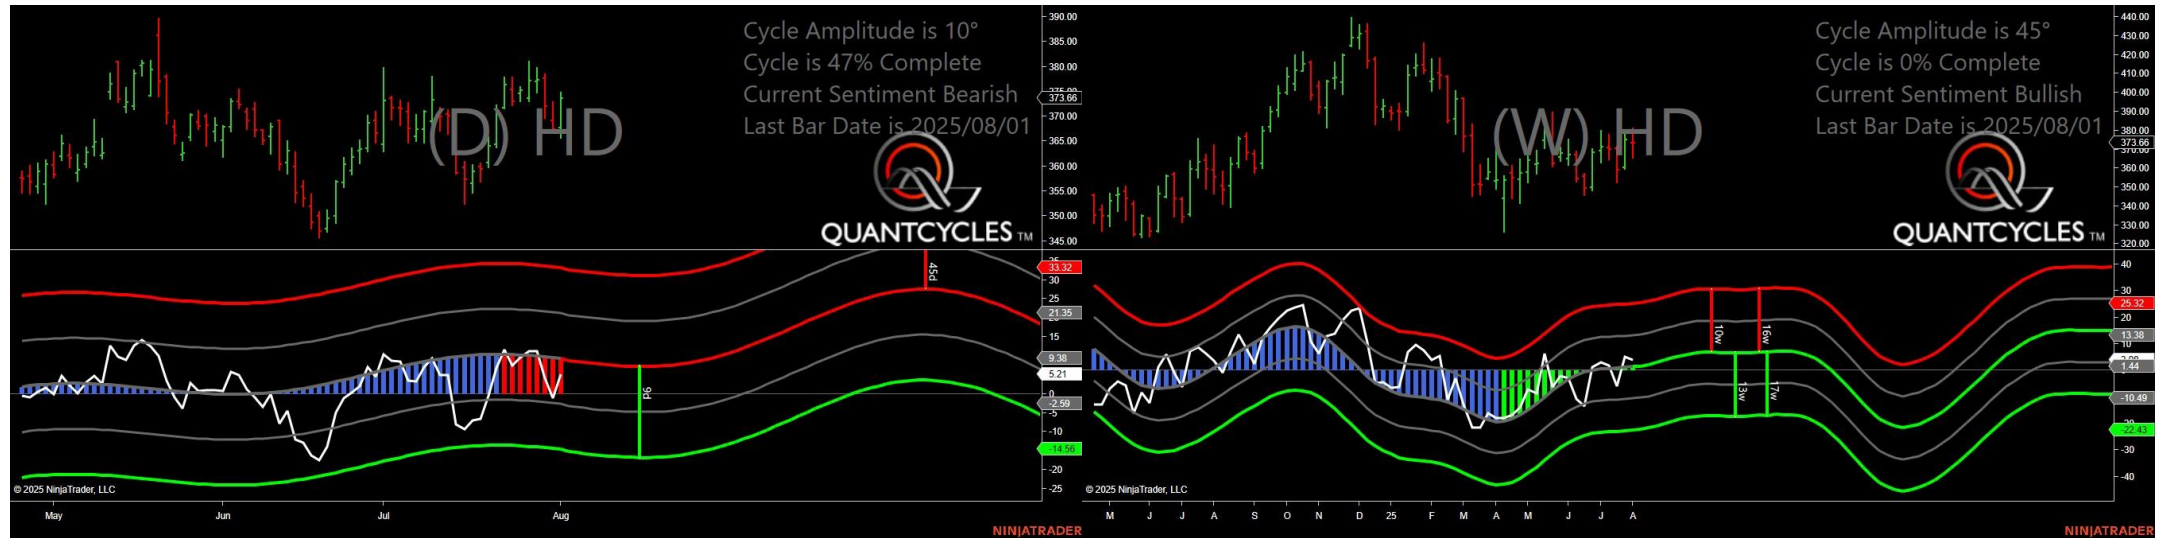 Cycle Amplitude is 10°
Cycle is 47% Complete
Current Sentiment Bearish
Last Bar Date is 2025/08/01
(D) HD
QUANTCYCLES TM
390.00
385.00
380.00
373.66
370.00
365.00
360.00
355.00
350.00
345.00
45d
9d
33.32
30
25
21.35
15
9.38
5.21
0
-2.59
-5
-10
-14.56
-20
-25
© 2025 NinjaTrader, LLC
May Jun Jul Aug
NINJATRADER
Cycle Amplitude is 45°
Cycle is 0% Complete
Current Sentiment Bullish
Last Bar Date is 2025/08/01
(W) HD
QUANTCYCLES TM
440.00
430.00
420.00
410.00
400.00
390.00
380.00
373.66
360.00
350.00
340.00
330.00
320.00
10w
16w
13w
17w
40
30
25.32
20
13.38
10
1.44
-10.49
-22.43
-30
-40
© 2025 NinjaTrader, LLC
M J J A S O N D 25 F M A M J J A
NINJATRADER